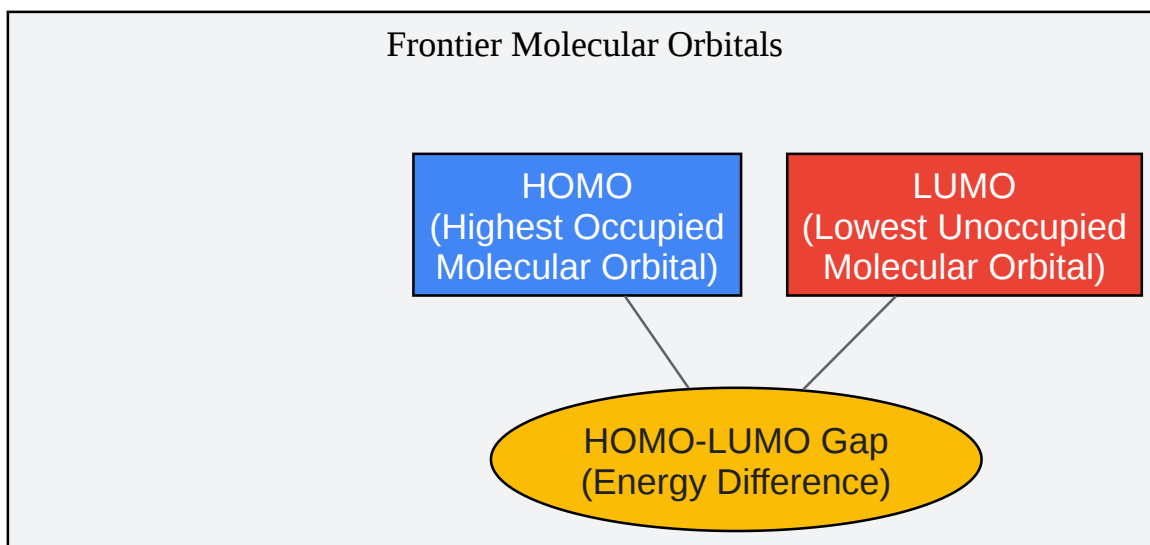 Frontier Molecular Orbitals
HOMO
(Highest Occupied
Molecular Orbital)
LUMO
(Lowest Unoccupied
Molecular Orbital)
HOMO-LUMO Gap
(Energy Difference)